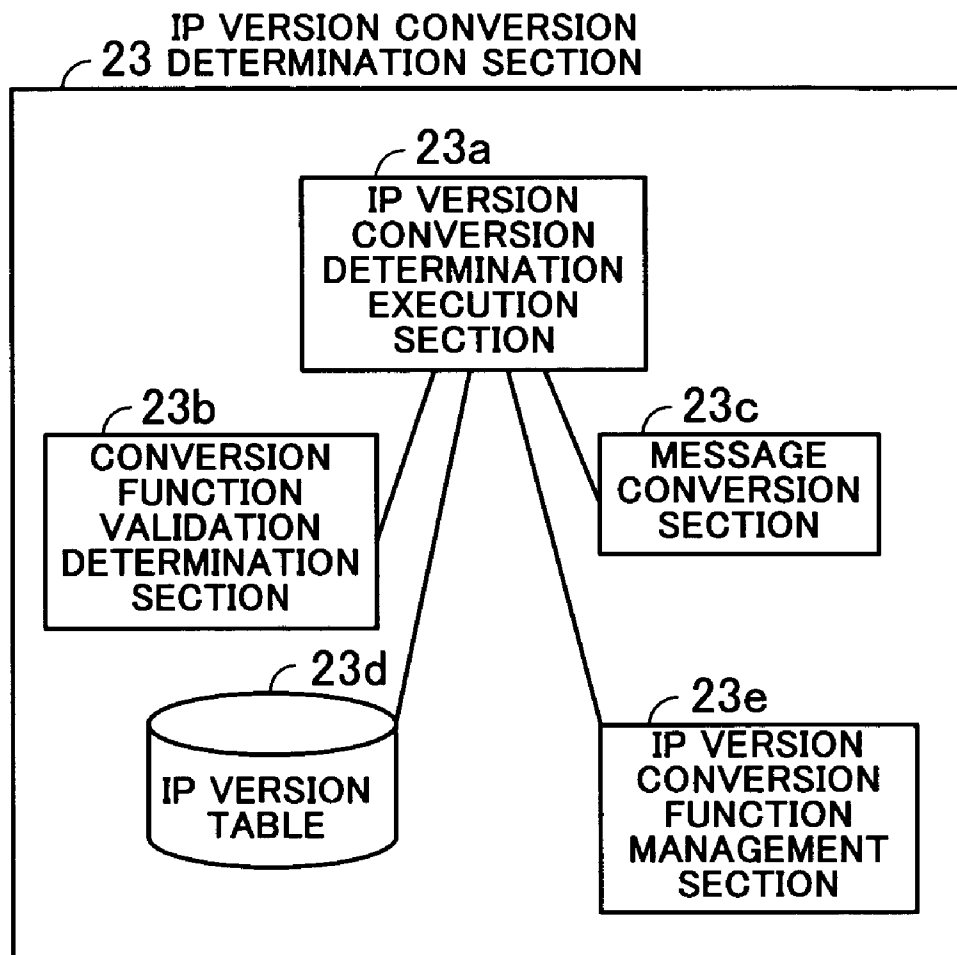 IP VERSION CONVERSION
23 DETERMINATION SECTION
23a
IP VERSION
CONVERSION
DETERMINATION
EXECUTION
SECTION
23b
CONVERSION
FUNCTION
VALIDATION
DETERMINATION
SECTION
23c
MESSAGE
CONVERSION
SECTION
23d
IP VERSION
TABLE
23e
IP VERSION
CONVERSION
FUNCTION
MANAGEMENT
SECTION